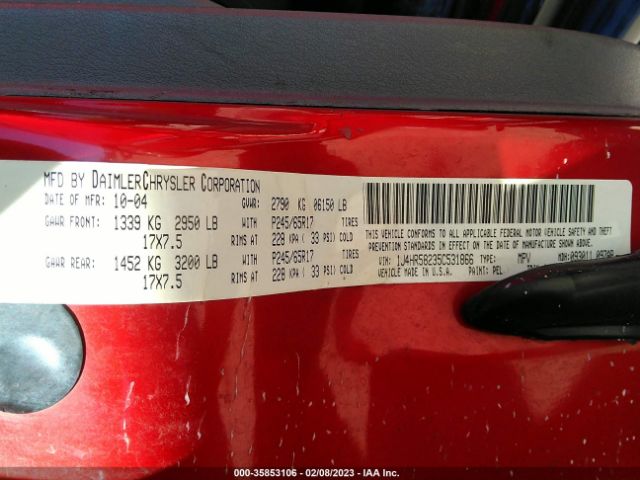 MFD BY DAIMLERCHRYSLER CORPORATION
DATE OF MFR: 10-04 GVWR: 2790 KG 06150 LB
GAWR FRONT: 1339 KG 2950 LB WITH P245/65R17 TIRES
17X7.5 RIMS AT 228 KPA ( 33 PSI) COLD
GAWR REAR: 1452 KG 3200 LB WITH P245/65R17 TIRES
17X7.5 RIMS AT 228 KPA ( 33 PSI) COLD
THIS VEHICLE CONFORMS TO ALL APPLICABLE FEDERAL MOTOR VEHICLE SAFETY AND THEFT
PREVENTION STANDARDS IN EFFECT ON THE DATE OF MANUFACTURE SHOWN ABOVE.
VIN: 1J4HR58235C531866 TYPE: MPV MDH: 093011
VEHICLE MADE IN U.S.A. PAINT: PEL
000-35853106 - 02/08/2023 - IAA Inc.